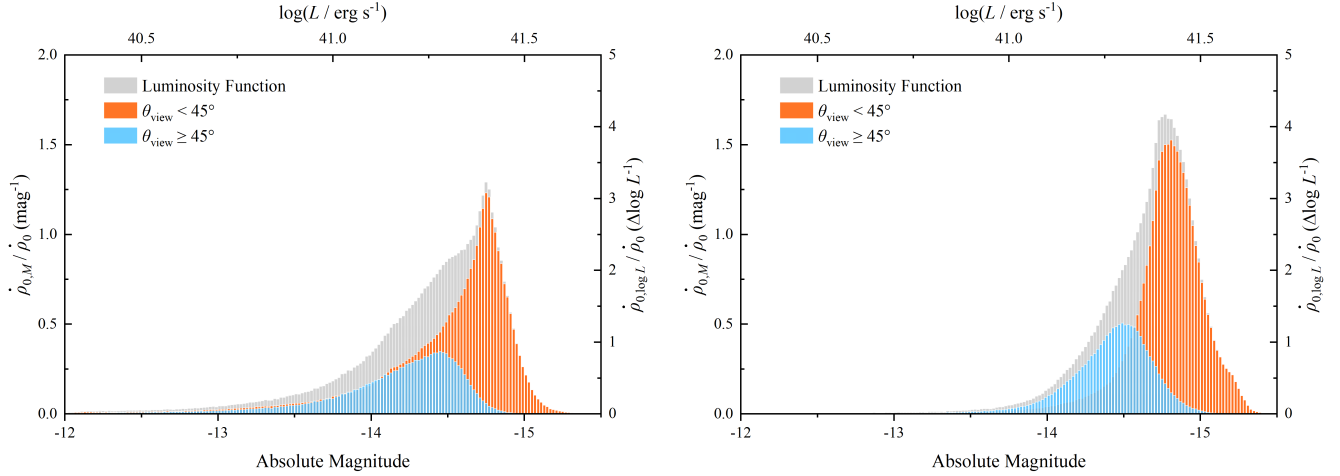 log(L / erg s⁻¹)
40.5 41.0 41.5
2.0 5
Luminosity Function
θview < 45°
θview ≥ 45°
4
1.5
3
1.0
2
0.5
1
0.0 0
ρ̇0,M / ρ̇0 (mag⁻¹)
ρ̇0,log L / ρ̇0 (Δlog L⁻¹)
-12 -13 -14 -15
Absolute Magnitude
log(L / erg s⁻¹)
40.5 41.0 41.5
2.0 5
Luminosity Function
θview < 45°
θview ≥ 45°
4
1.5
3
1.0
2
0.5
1
0.0 0
ρ̇0,M / ρ̇0 (mag⁻¹)
ρ̇0,log L / ρ̇0 (Δlog L⁻¹)
-12 -13 -14 -15
Absolute Magnitude